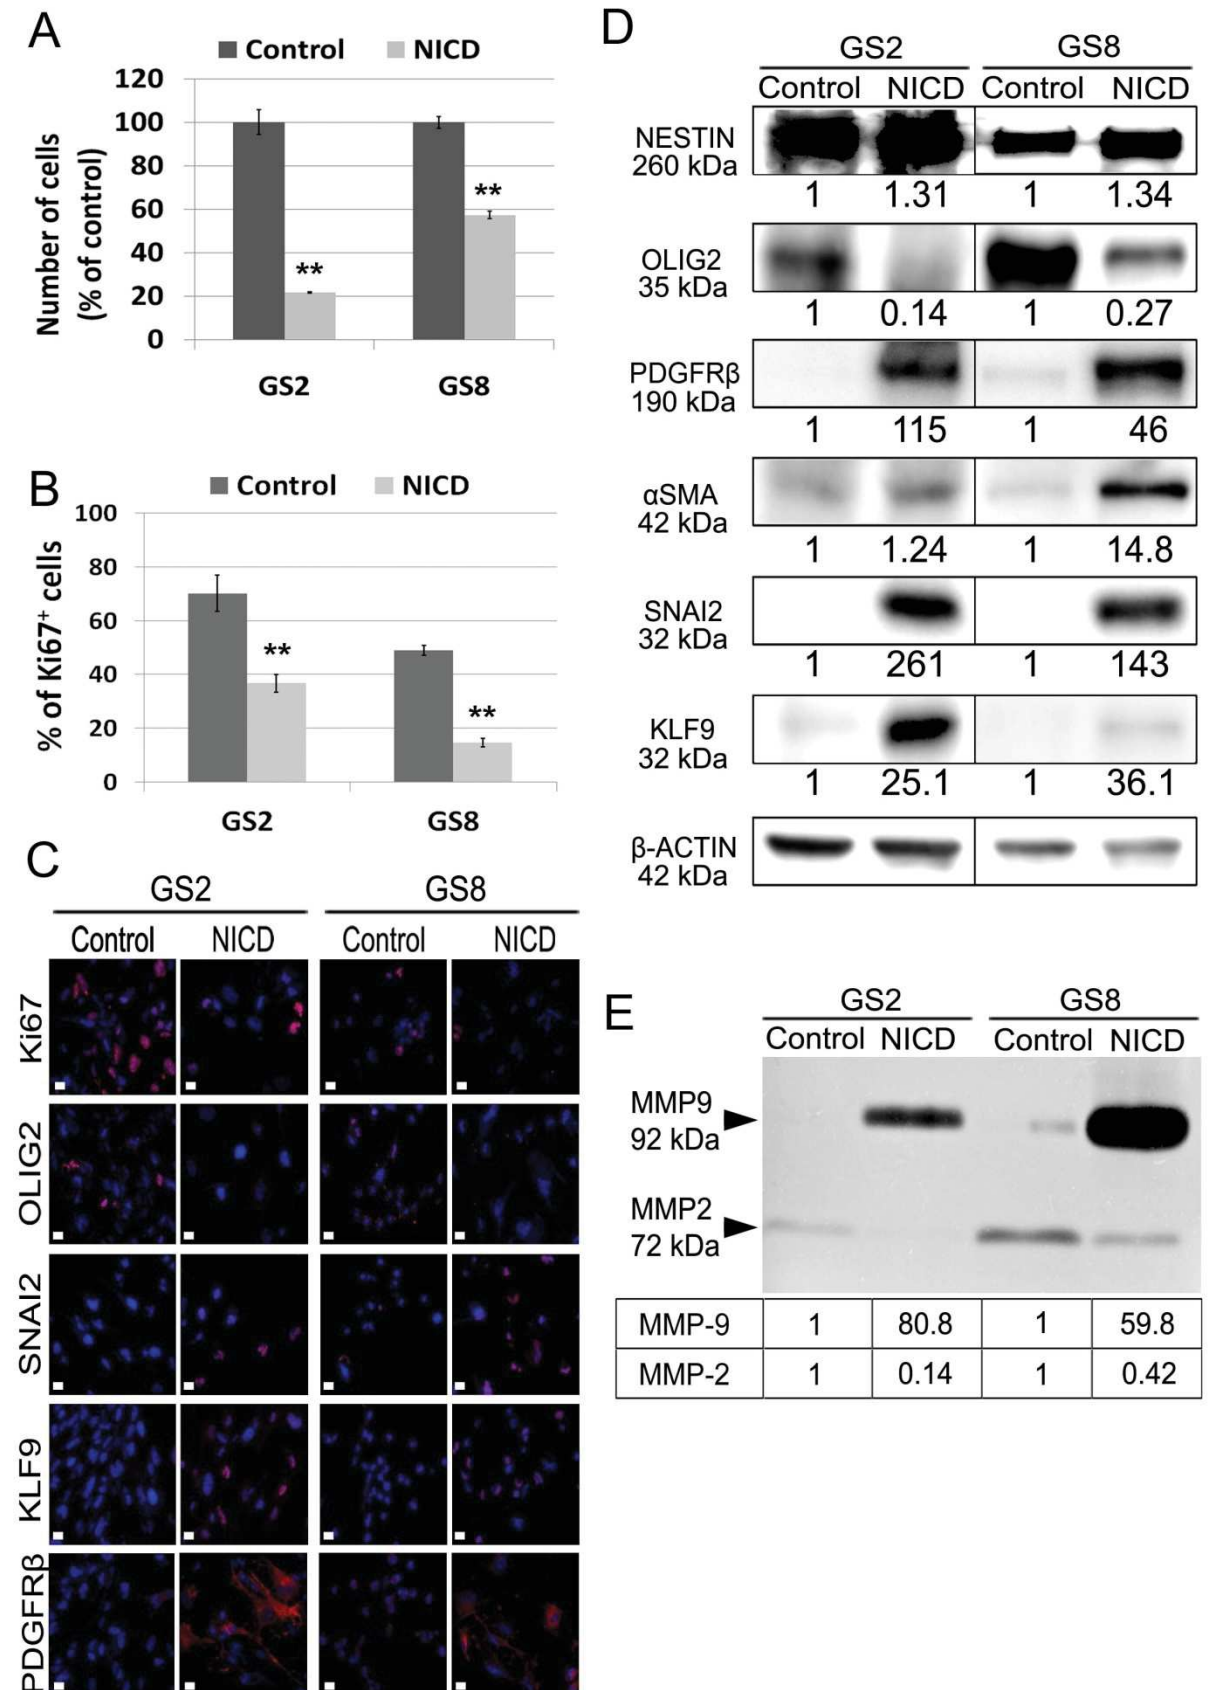 A
Control NICD
120
100
80
60
40
20
0
Number of cells
(% of control)
**
**
GS2 GS8
B
Control NICD
100
80
60
40
20
0
% of Ki67+ cells
**
**
GS2 GS8
C
GS2 GS8
Control NICD Control NICD
Ki67
OLIG2
SNAI2
KLF9
PDGFRβ
D
GS2 GS8
Control NICD Control NICD
NESTIN
260 kDa
1 1.31 1 1.34
OLIG2
35 kDa
1 0.14 1 0.27
PDGFRβ
190 kDa
1 115 1 46
αSMA
42 kDa
1 1.24 1 14.8
SNAI2
32 kDa
1 261 1 143
KLF9
32 kDa
1 25.1 1 36.1
β-ACTIN
42 kDa
E
GS2 GS8
Control NICD Control NICD
MMP9
92 kDa
MMP2
72 kDa
MMP-9 1 80.8 1 59.8
MMP-2 1 0.14 1 0.42